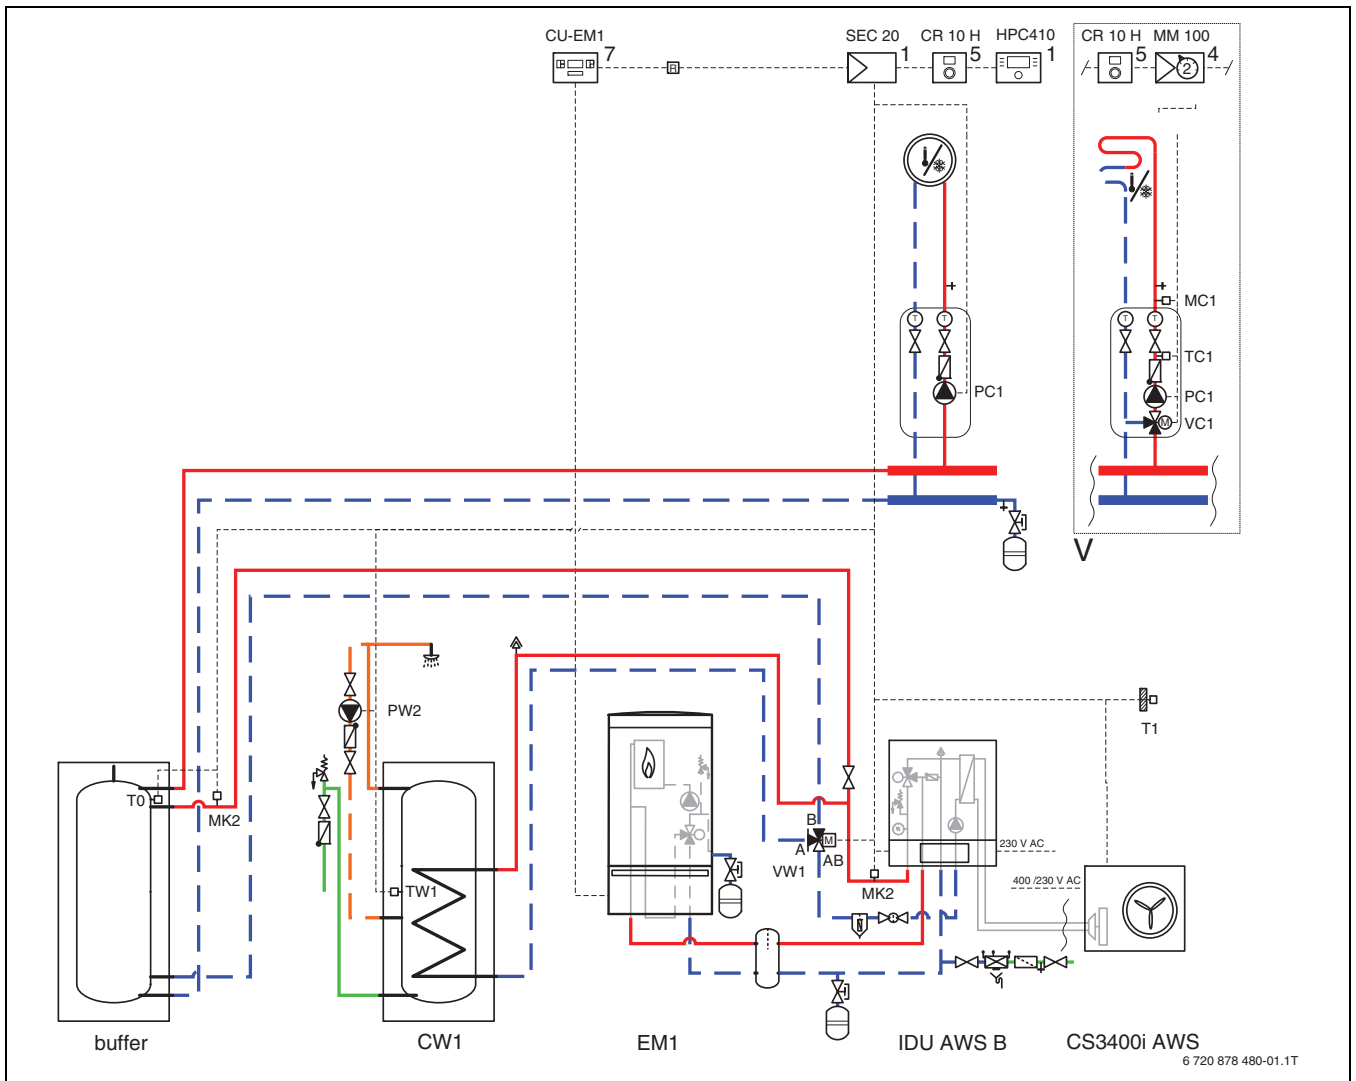 CU-EM1
7
R
SEC 20
1
CR 10 H
5
HPC410
1
CR 10 H
5
MM 100
2
4
MC1
T
T
T
T
TC1
PC1
PC1
M
VC1
V
PW2
T1
T0
MK2
B
A
M
AB
VW1
230 V AC
TW1
MK2
400 /230 V AC
buffer
CW1
EM1
IDU AWS B
CS3400i AWS
6 720 878 480-01.1T